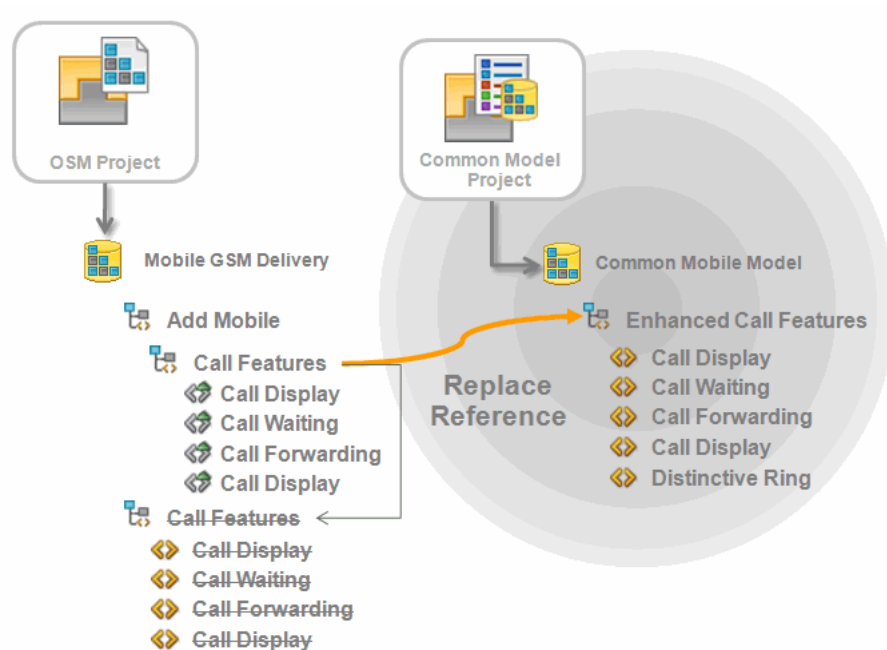 OSM Project
Common Model
Project
Mobile GSM Delivery
Common Mobile Model
Add Mobile
Call Features
Call Display
Call Waiting
Call Forwarding
Call Display
Replace
Reference
Enhanced Call Features
Call Display
Call Waiting
Call Forwarding
Call Display
Distinctive Ring
Call Features
Call Display
Call Waiting
Call Forwarding
Call Display